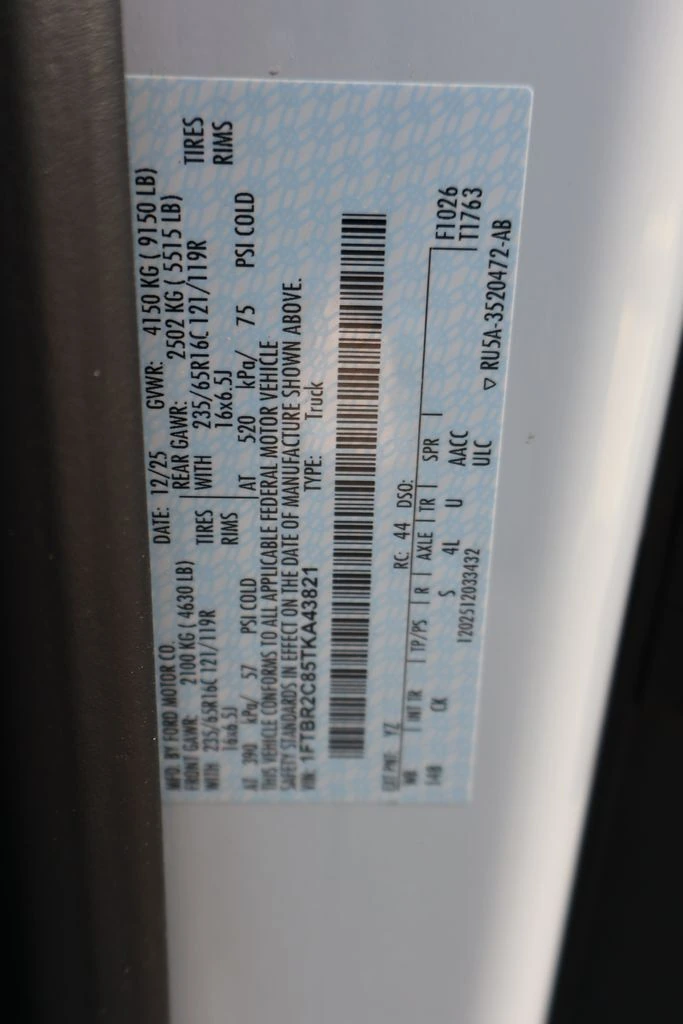 MFD. BY FORD MOTOR CO.
DATE: 12/25 GVWR: 4150 KG ( 9150 LB)
FRONT GAWR: 2100 KG ( 4630 LB) REAR GAWR: 2502 KG ( 5515 LB)
WITH 235/65R16C 121/119R TIRES WITH 235/65R16C 121/119R TIRES
16x6.5J RIMS 16x6.5J RIMS
AT 390 kPa/ 57 PSI COLD AT 520 kPa/ 75 PSI COLD
THIS VEHICLE CONFORMS TO ALL APPLICABLE FEDERAL MOTOR VEHICLE
SAFETY STANDARDS IN EFFECT ON THE DATE OF MANUFACTURE SHOWN ABOVE.
VIN: 1FTBR2C85TKA43821 TYPE: Truck
EXT PNT: YZ RC: 44 DSO: F1026
WB INT TR TP/PS R AXLE TR SPR T1763
148 CK S 4L U AACC
1202512033432 ULC ▽ RU5A-3520472-AB